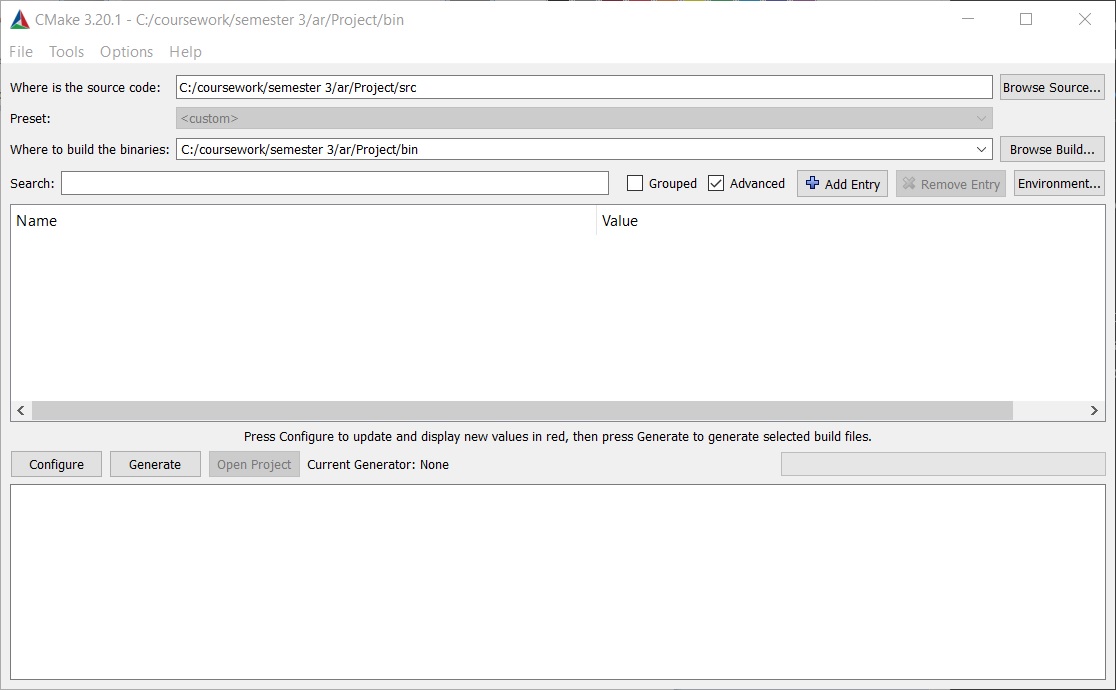 CMake 3.20.1 - C:/coursework/semester 3/ar/Project/bin
File Tools Options Help
Where is the source code: C:/coursework/semester 3/ar/Project/src Browse Source...
Preset: <custom>
Where to build the binaries: C:/coursework/semester 3/ar/Project/bin Browse Build...
Search: Grouped Advanced Add Entry Remove Entry Environment...
Name Value
Press Configure to update and display new values in red, then press Generate to generate selected build files.
Configure Generate Open Project Current Generator: None